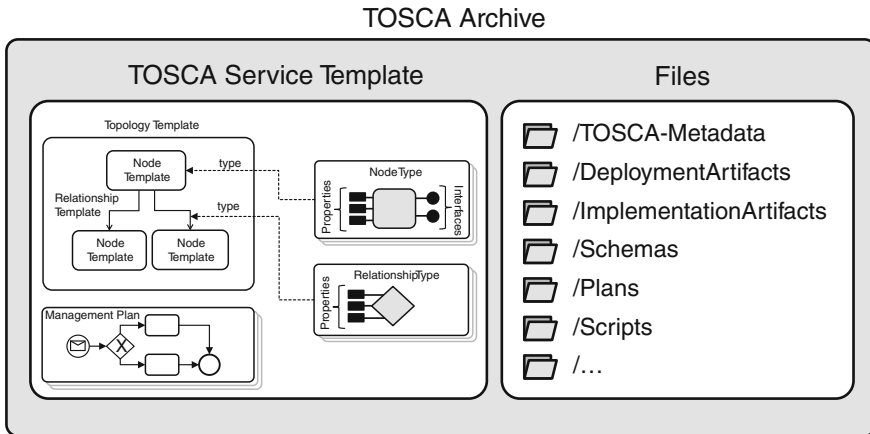 TOSCA Archive
TOSCA Service Template
Topology Template
Node
Template
type
Relationship
Template
type
Node
Template
Node
Template
NodeType
Properties
Interfaces
RelationshipType
Properties
Management Plan
X
Files
/TOSCA-Metadata
/DeploymentArtifacts
/ImplementationArtifacts
/Schemas
/Plans
/Scripts
/...